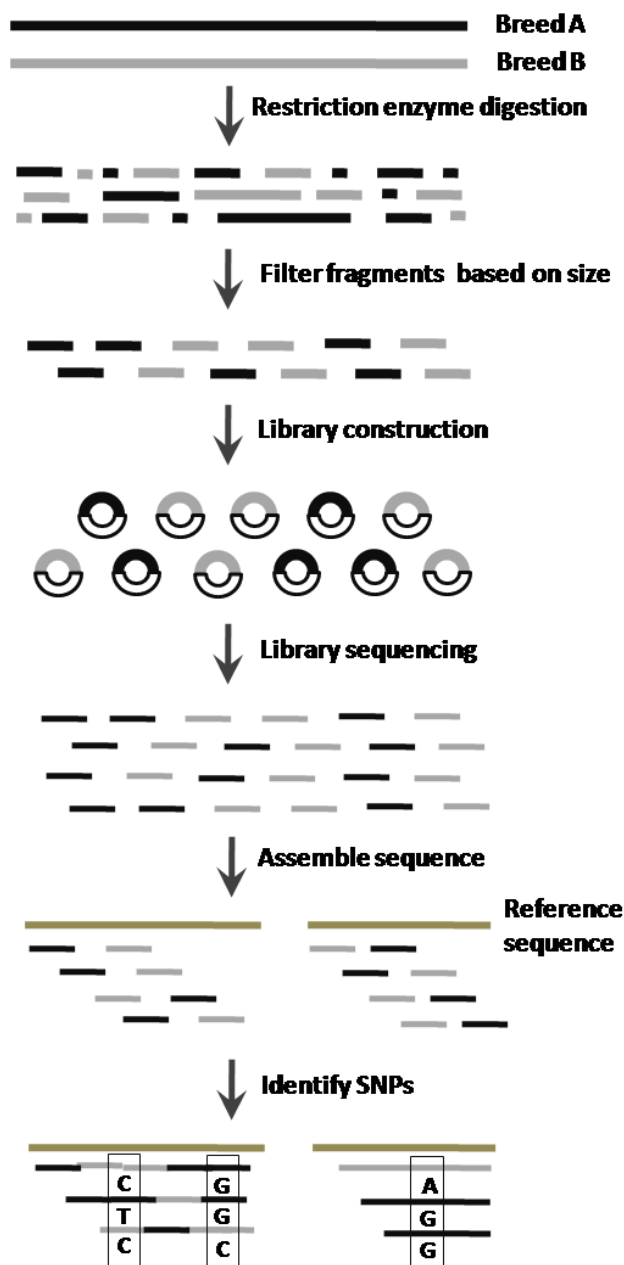 Breed A
Breed B
Restriction enzyme digestion
Filter fragments based on size
Library construction
Library sequencing
Assemble sequence
Reference
sequence
Identify SNPs
C G A
T G G
C C G